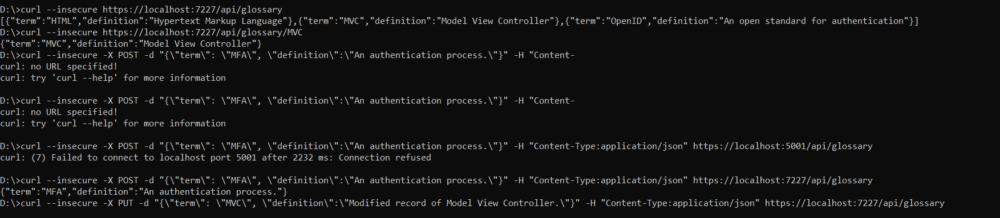 D:\>curl --insecure https://localhost:7227/api/glossary
[{"term":"HTML","definition":"Hypertext Markup Language"},{"term":"MVC","definition":"Model View Controller"},{"term":"OpenID","definition":"An open standard for authentication"}]
D:\>curl --insecure https://localhost:7227/api/glossary/MVC
{"term":"MVC","definition":"Model View Controller"}
D:\>curl --insecure -X POST -d "{\"term\": \"MFA\", \"definition\":\"An authentication process.\"}" -H "Content-
curl: no URL specified!
curl: try 'curl --help' for more information
D:\>curl --insecure -X POST -d "{\"term\": \"MFA\", \"definition\":\"An authentication process.\"}" -H "Content-
curl: no URL specified!
curl: try 'curl --help' for more information
D:\>curl --insecure -X POST -d "{\"term\": \"MFA\", \"definition\":\"An authentication process.\"}" -H "Content-Type:application/json" https://localhost:5001/api/glossary
curl: (7) Failed to connect to localhost port 5001 after 2232 ms: Connection refused
D:\>curl --insecure -X POST -d "{\"term\": \"MFA\", \"definition\":\"An authentication process.\"}" -H "Content-Type:application/json" https://localhost:7227/api/glossary
{"term":"MFA","definition":"An authentication process."}
D:\>curl --insecure -X PUT -d "{\"term\": \"MVC\", \"definition\":\"Modified record of Model View Controller.\"}" -H "Content-Type:application/json" https://localhost:7227/api/glossary